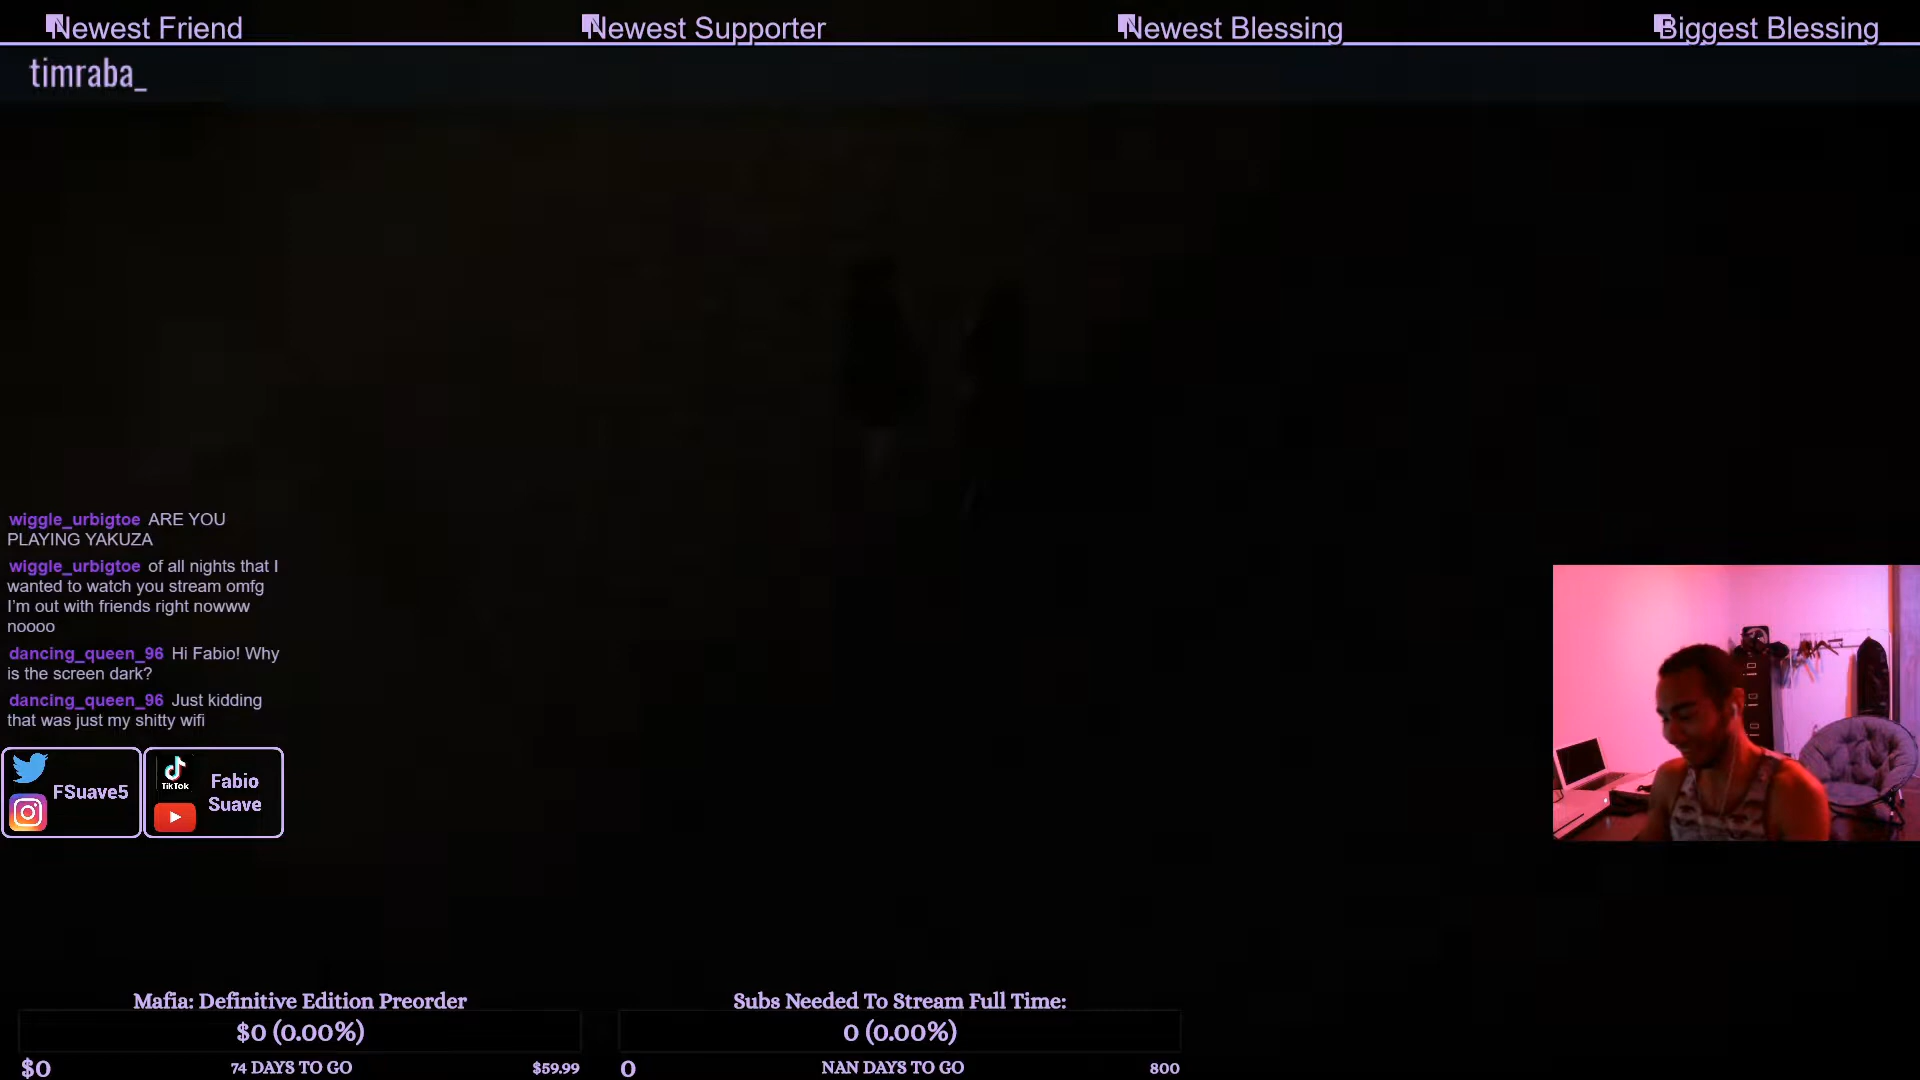 Newest Friend
Newest Supporter
Newest Blessing
Biggest Blessing
timraba_
wiggle_urbigtoe ARE YOU
PLAYING YAKUZA
wiggle_urbigtoe of all nights that I
wanted to watch you stream omfg
I'm out with friends right nowww
noooo
dancing_queen_96 Hi Fabio! Why
is the screen dark?
dancing_queen_96 Just kidding
that was just my shitty wifi
FSuave5
TikTok
Fabio
Suave
Mafia: Definitive Edition Preorder
$0 (0.00%)
$0
74 DAYS TO GO
$59.99
Subs Needed To Stream Full Time:
0 (0.00%)
0
NAN DAYS TO GO
800